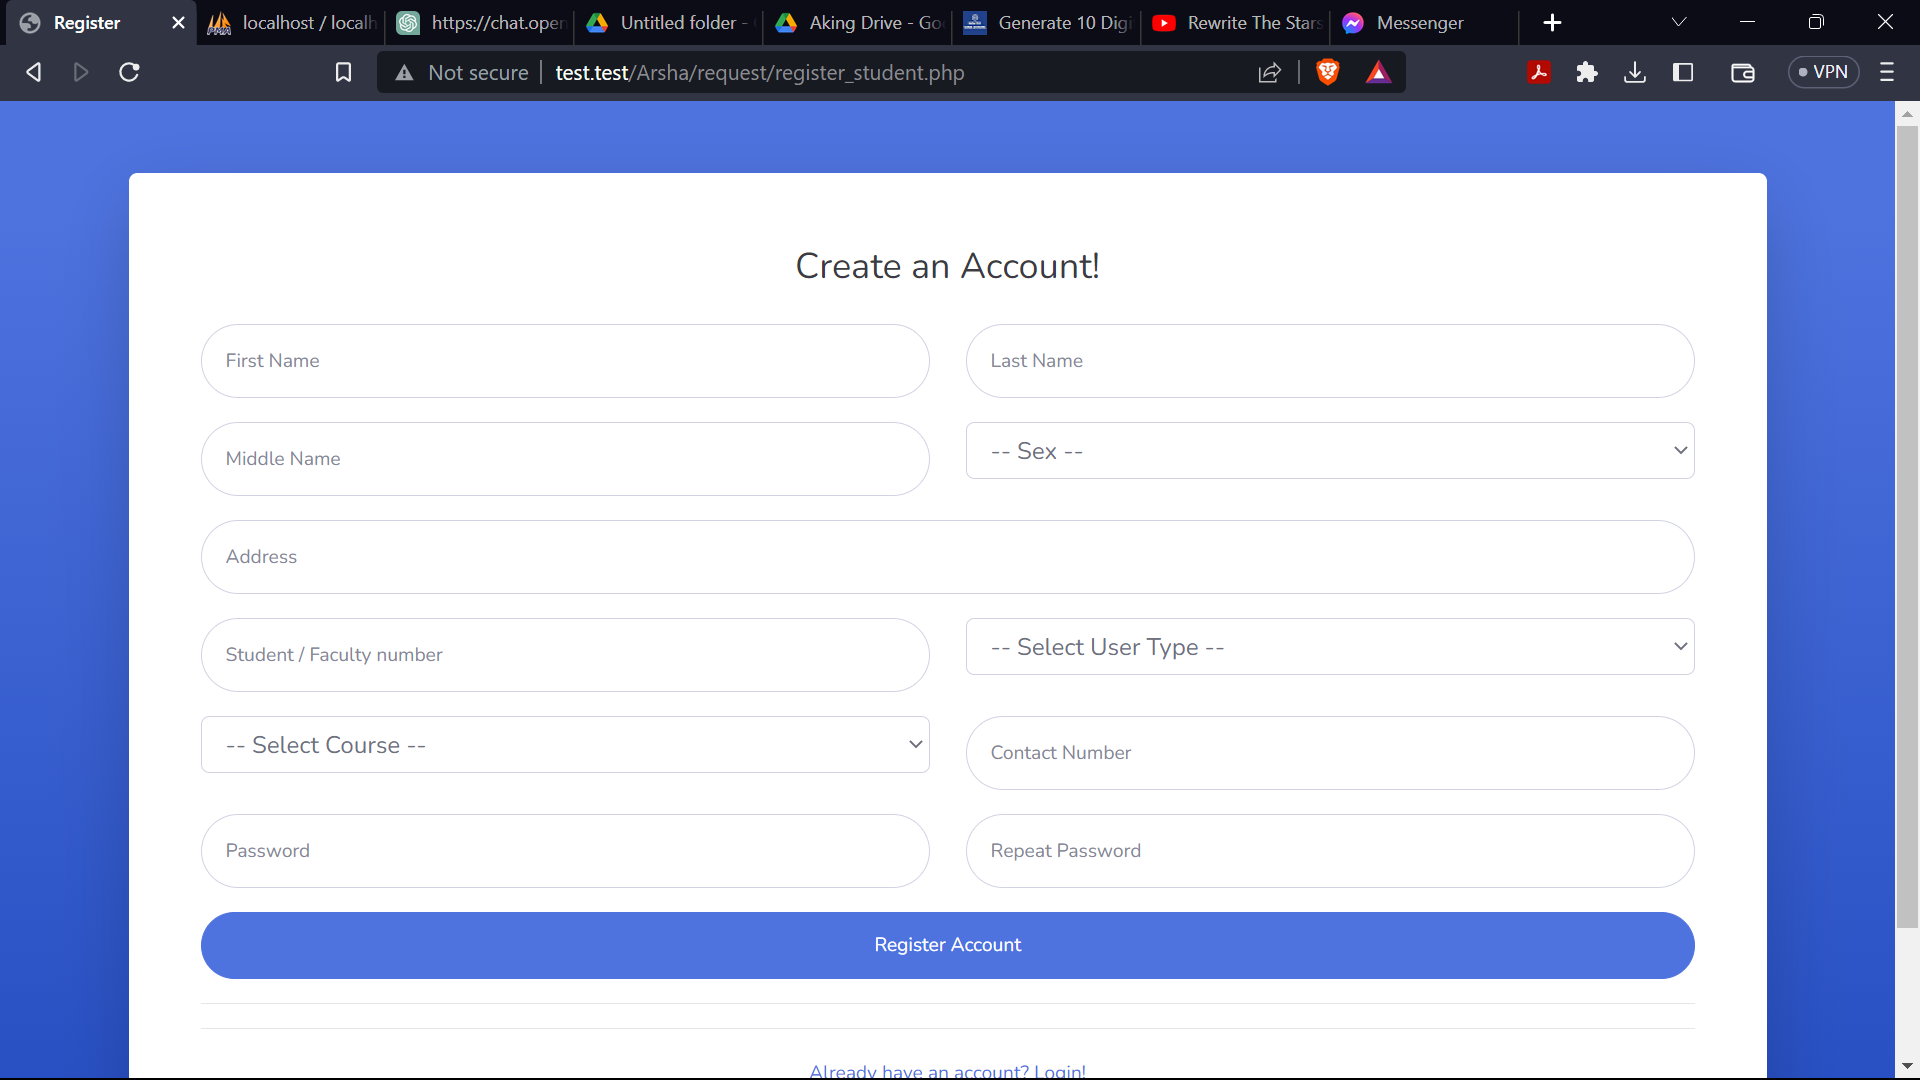 Register
localhost / localh
https://chat.open
Untitled folder -
Aking Drive - Go
Generate 10 Digi
Rewrite The Stars
Messenger
Not secure
test.test/Arsha/request/register_student.php
VPN
Create an Account!
First Name
Last Name
Middle Name
-- Sex --
Address
Student / Faculty number
-- Select User Type --
-- Select Course --
Contact Number
Password
Repeat Password
Register Account
Already have an account? Login!